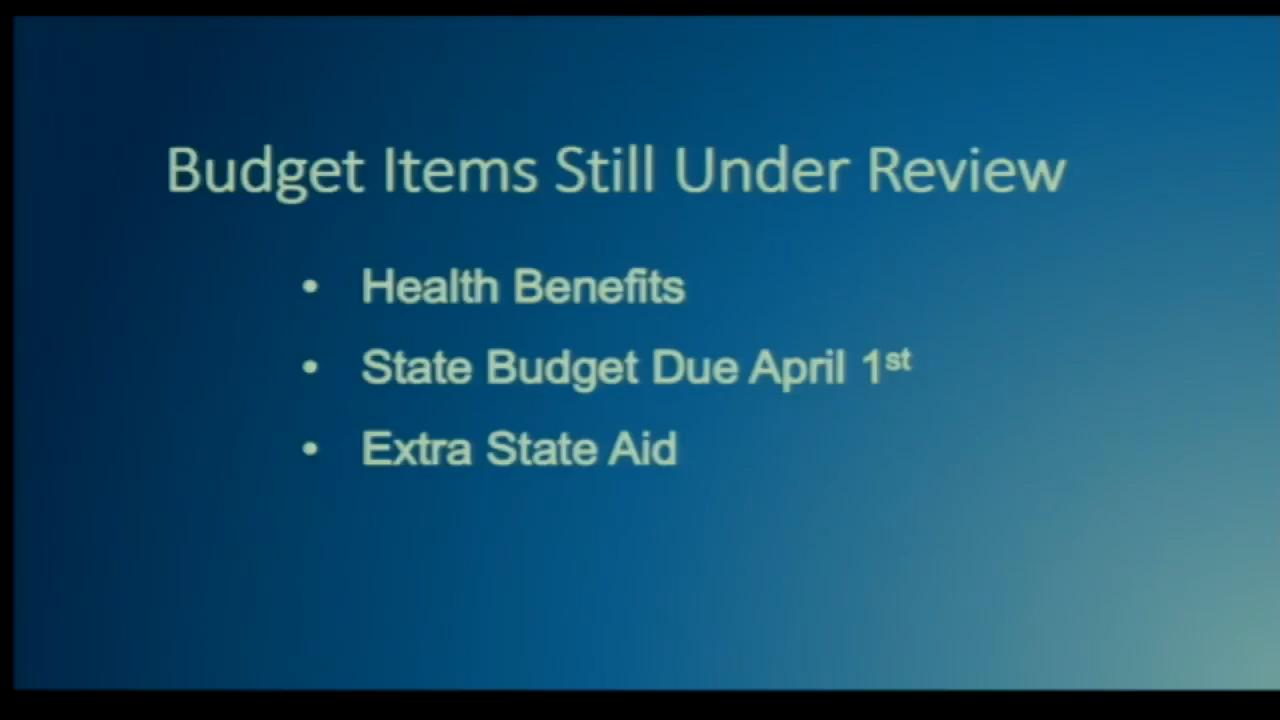 Budget Items Still Under Review
• Health Benefits
• State Budget Due April 1st
• Extra State Aid